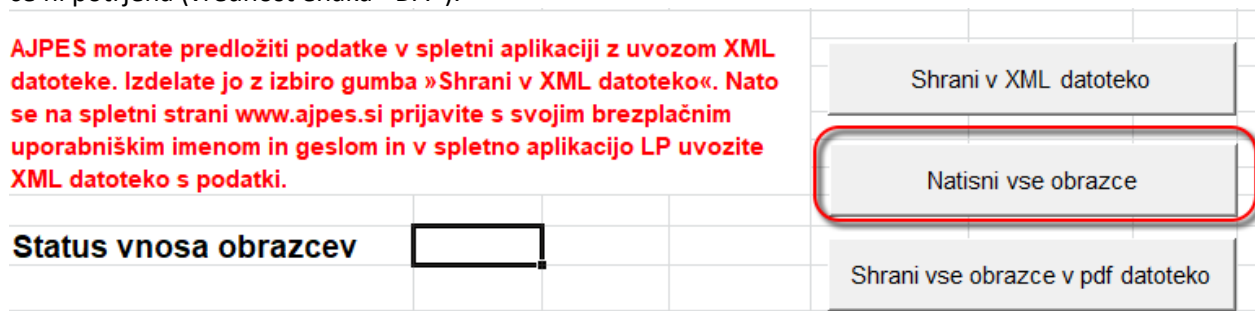 AJPES morate predložiti podatke v spletni aplikaciji z uvozom XML
datoteke. Izdelate jo z izbiro gumba »Shrani v XML datoteko«. Nato
se na spletni strani www.ajpes.si prijavite s svojim brezplačnim
uporabniškim imenom in geslom in v spletno aplikacijo LP uvozite
XML datoteko s podatki.
Shrani v XML datoteko
Natisni vse obrazce
Status vnosa obrazcev
Shrani vse obrazce v pdf datoteko